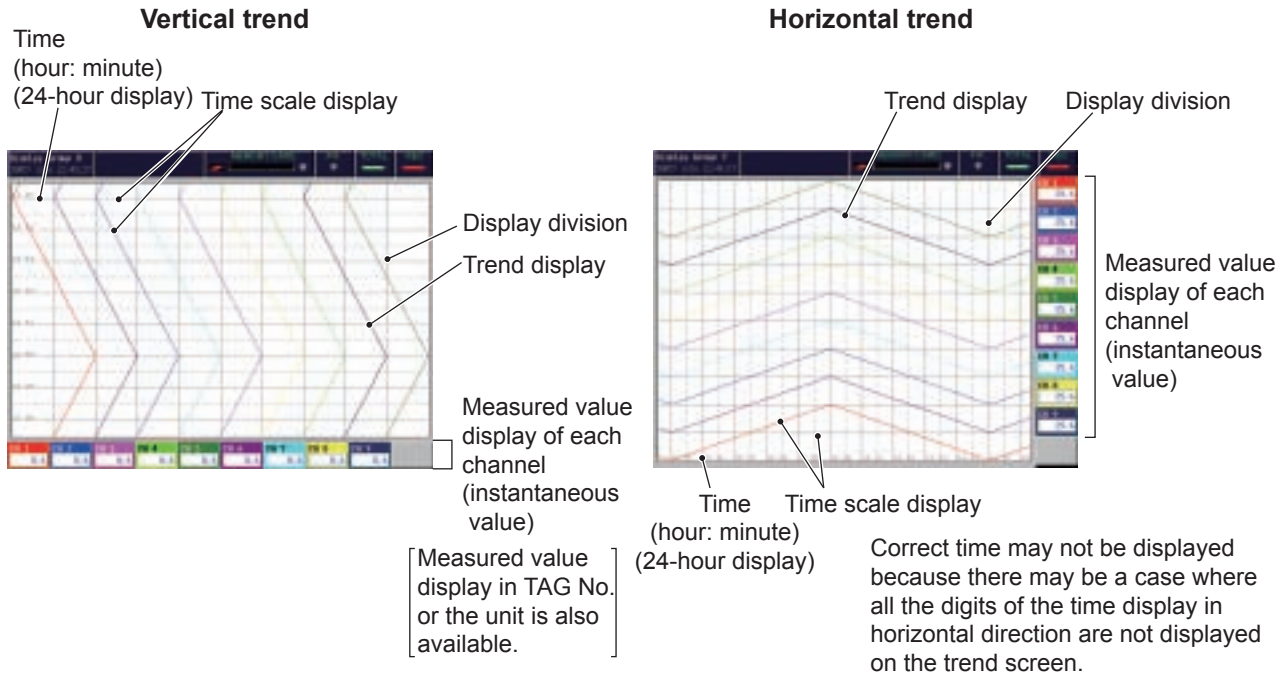 Vertical trend
Time
(hour: minute)
(24-hour display)
Time scale display
Display division
Trend display
Measured value
display of each
channel
(instantaneous
value)
[Measured value
display in TAG No.
or the unit is also
available.]
Horizontal trend
Trend display
Display division
Measured value
display of each
channel
(instantaneous
value)
Time
(hour: minute)
(24-hour display)
Time scale display
Correct time may not be displayed
because there may be a case where
all the digits of the time display in
horizontal direction are not displayed
on the trend screen.